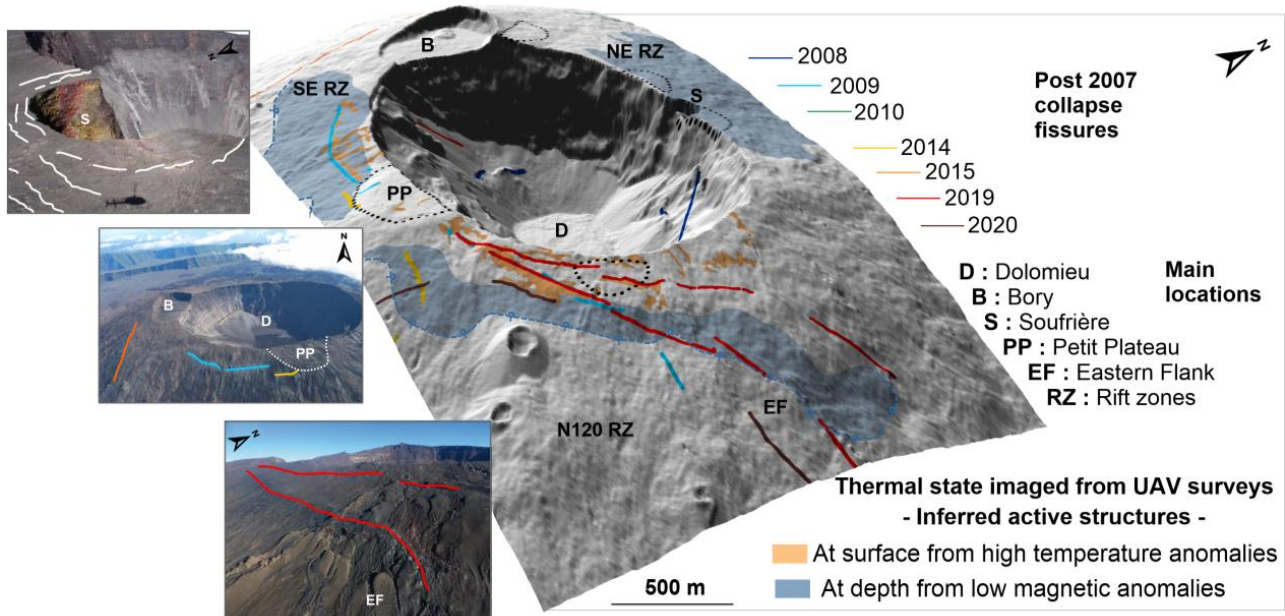 S
N
B
D
PP
N
EF
N
B
NE RZ
SE RZ
S
PP
D
EF
N120 RZ
500 m
2008
2009
2010
2014
2015
2019
2020
Post 2007
collapse
fissures
N
D : Dolomieu
B : Bory
S : Soufrière
PP : Petit Plateau
EF : Eastern Flank
RZ : Rift zones
Main
locations
Thermal state imaged from UAV surveys
- Inferred active structures -
At surface from high temperature anomalies
At depth from low magnetic anomalies